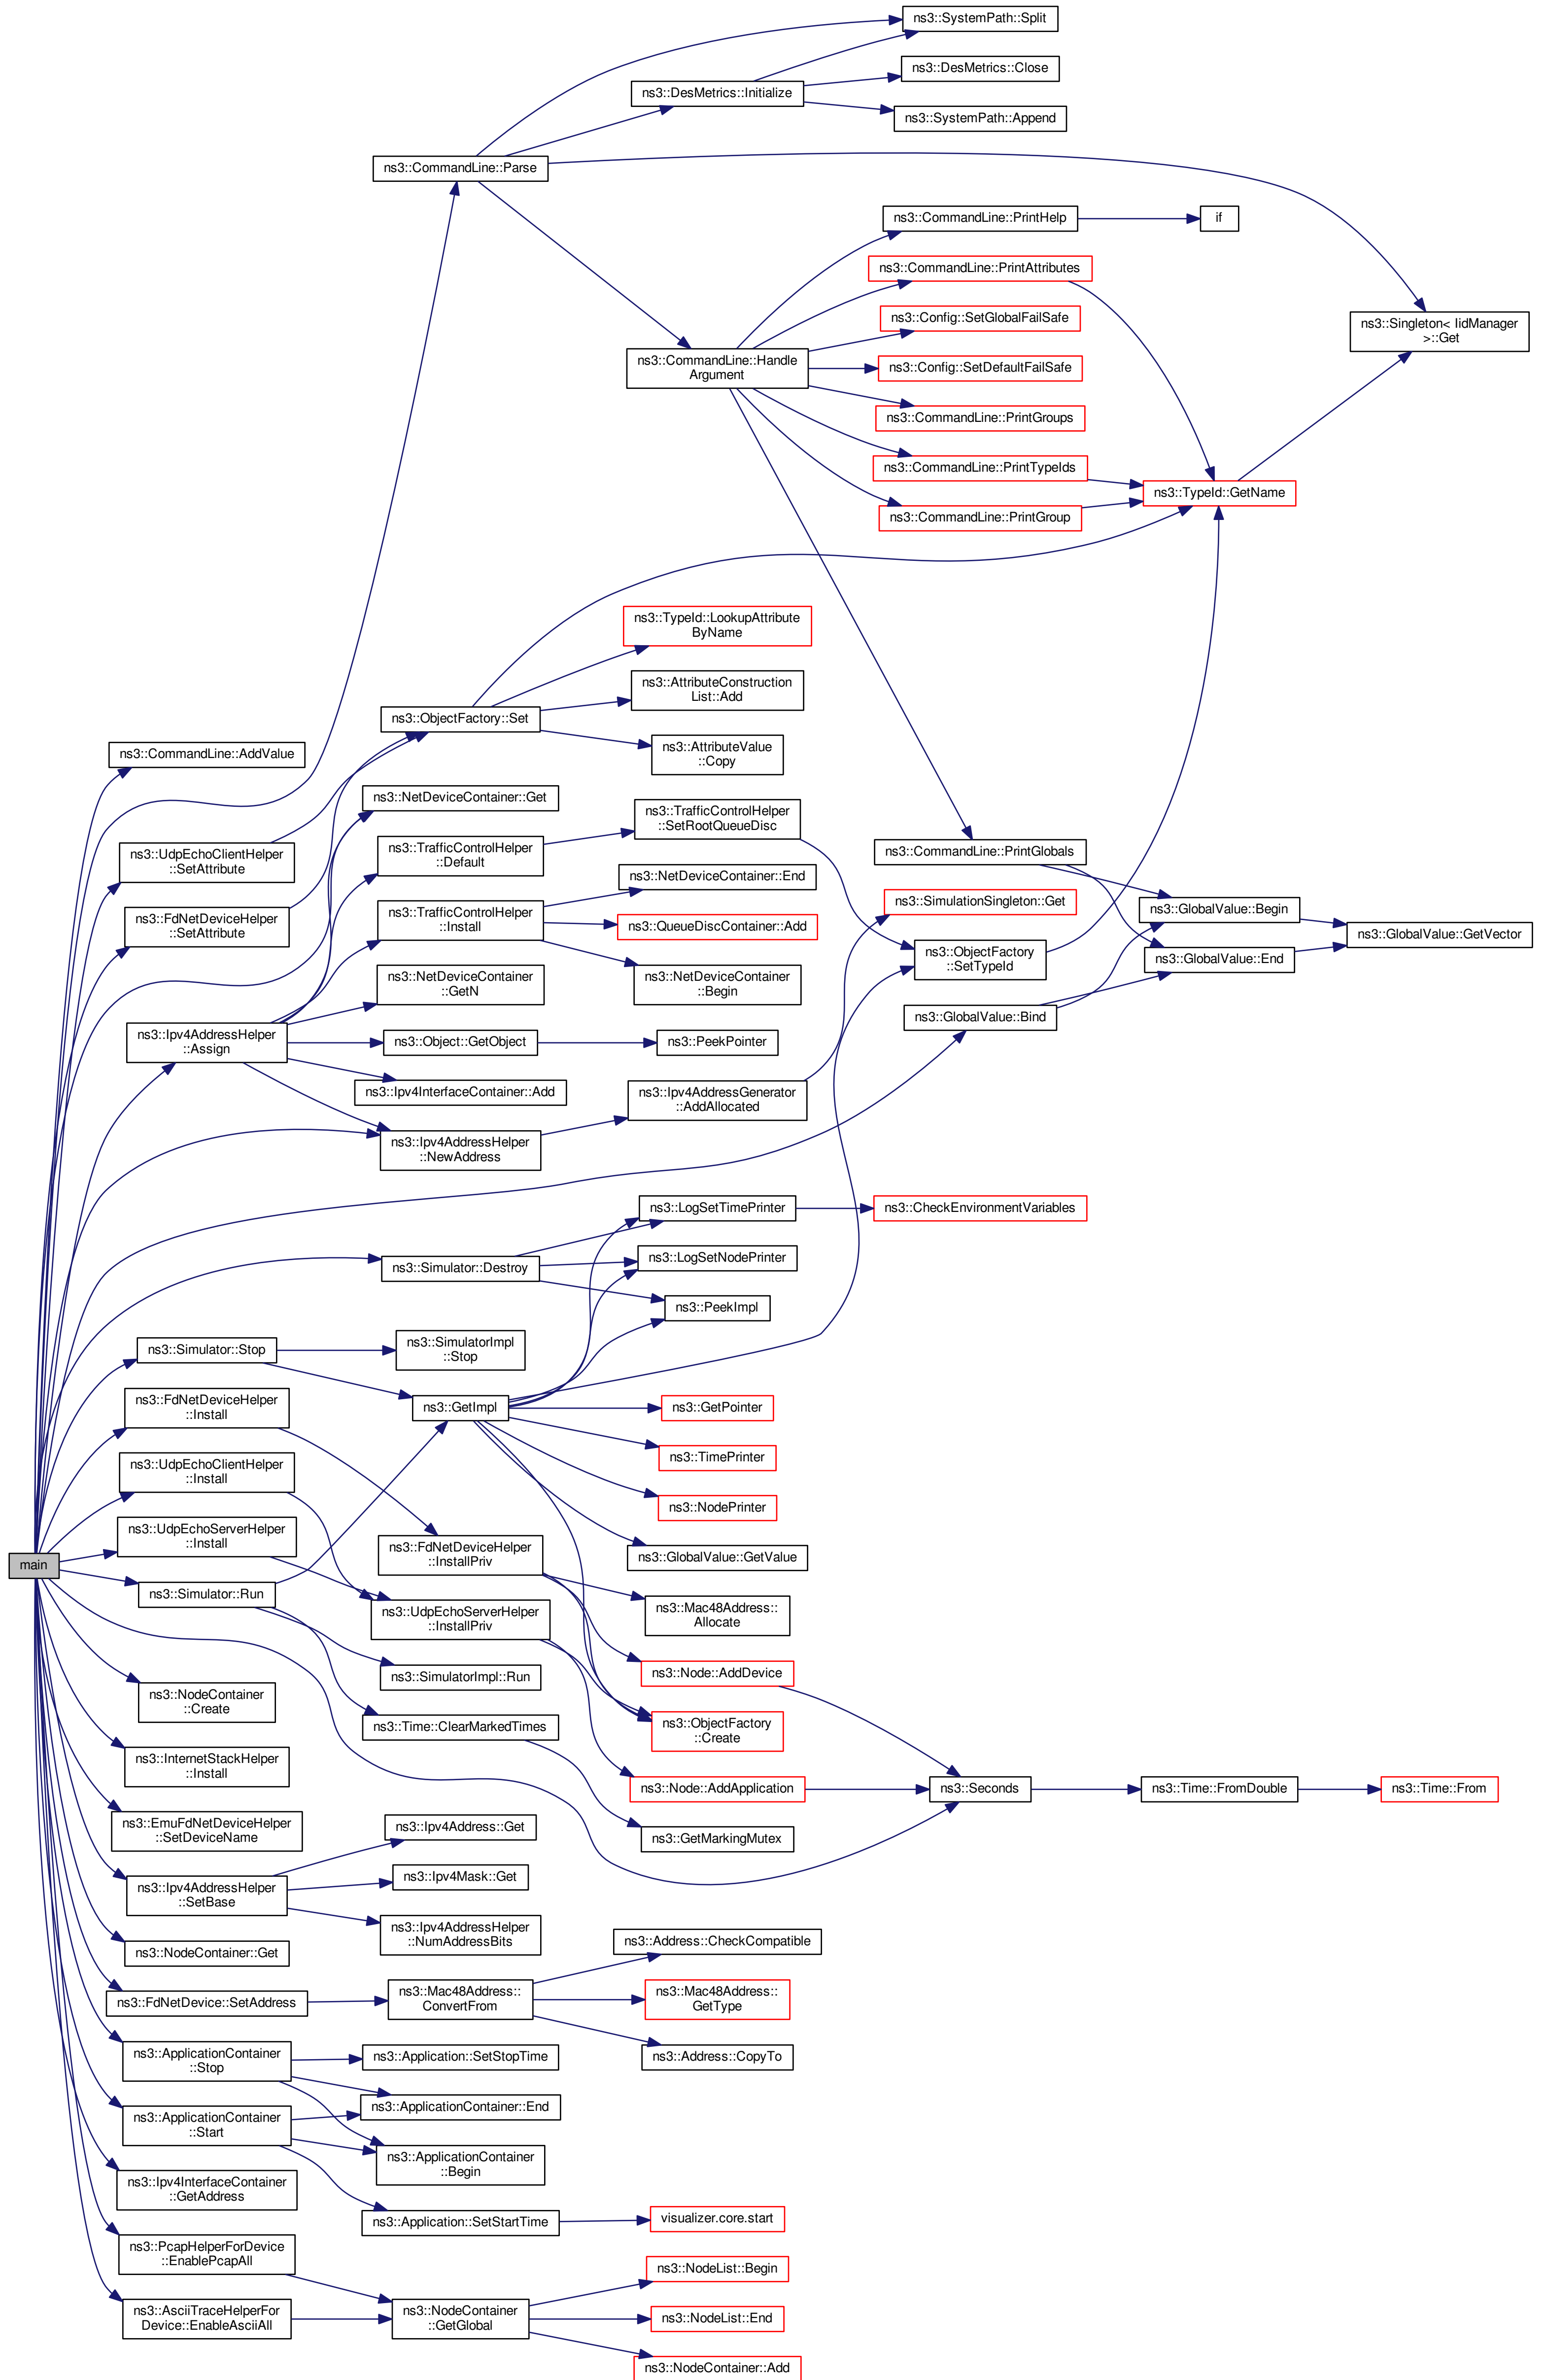 ns3::SystemPath::Split
ns3::DesMetrics::Close
ns3::DesMetrics::Initialize
ns3::SystemPath::Append
ns3::CommandLine::Parse
ns3::CommandLine::PrintHelp
if
ns3::CommandLine::PrintAttributes
ns3::Config::SetGlobalFailSafe
ns3::Singleton< IidManager
>::Get
ns3::CommandLine::Handle
Argument
ns3::Config::SetDefaultFailSafe
ns3::CommandLine::PrintGroups
ns3::CommandLine::PrintTypeIds
ns3::TypeId::GetName
ns3::CommandLine::PrintGroup
ns3::TypeId::LookupAttribute
ByName
ns3::AttributeConstruction
List::Add
ns3::ObjectFactory::Set
ns3::CommandLine::AddValue
ns3::AttributeValue
::Copy
ns3::NetDeviceContainer::Get
ns3::TrafficControlHelper
::SetRootQueueDisc
ns3::UdpEchoClientHelper
::SetAttribute
ns3::TrafficControlHelper
::Default
ns3::CommandLine::PrintGlobals
ns3::NetDeviceContainer::End
ns3::SimulationSingleton::Get
ns3::GlobalValue::Begin
ns3::FdNetDeviceHelper
::SetAttribute
ns3::TrafficControlHelper
::Install
ns3::QueueDiscContainer::Add
ns3::GlobalValue::GetVector
ns3::ObjectFactory
::SetTypeId
ns3::GlobalValue::End
ns3::NetDeviceContainer
::GetN
ns3::NetDeviceContainer
::Begin
ns3::GlobalValue::Bind
ns3::Ipv4AddressHelper
::Assign
ns3::Object::GetObject
ns3::PeekPointer
ns3::Ipv4InterfaceContainer::Add
ns3::Ipv4AddressGenerator
::AddAllocated
ns3::Ipv4AddressHelper
::NewAddress
ns3::LogSetTimePrinter
ns3::CheckEnvironmentVariables
ns3::LogSetNodePrinter
ns3::Simulator::Destroy
ns3::PeekImpl
ns3::Simulator::Stop
ns3::SimulatorImpl
::Stop
ns3::FdNetDeviceHelper
::Install
ns3::GetImpl
ns3::GetPointer
ns3::TimePrinter
ns3::UdpEchoClientHelper
::Install
ns3::NodePrinter
ns3::UdpEchoServerHelper
::Install
ns3::FdNetDeviceHelper
::InstallPriv
ns3::GlobalValue::GetValue
main
ns3::Simulator::Run
ns3::UdpEchoServerHelper
::InstallPriv
ns3::Mac48Address::
Allocate
ns3::SimulatorImpl::Run
ns3::Node::AddDevice
ns3::NodeContainer
::Create
ns3::Time::ClearMarkedTimes
ns3::ObjectFactory
::Create
ns3::InternetStackHelper
::Install
ns3::Node::AddApplication
ns3::Seconds
ns3::Time::FromDouble
ns3::Time::From
ns3::EmuFdNetDeviceHelper
::SetDeviceName
ns3::Ipv4Address::Get
ns3::GetMarkingMutex
ns3::Ipv4AddressHelper
::SetBase
ns3::Ipv4Mask::Get
ns3::Ipv4AddressHelper
::NumAddressBits
ns3::NodeContainer::Get
ns3::Address::CheckCompatible
ns3::FdNetDevice::SetAddress
ns3::Mac48Address::
ConvertFrom
ns3::Mac48Address::
GetType
ns3::ApplicationContainer
::Stop
ns3::Application::SetStopTime
ns3::Address::CopyTo
ns3::ApplicationContainer
::Start
ns3::ApplicationContainer::End
ns3::ApplicationContainer
::Begin
ns3::Ipv4InterfaceContainer
::GetAddress
ns3::Application::SetStartTime
visualizer.core.start
ns3::PcapHelperForDevice
::EnablePcapAll
ns3::NodeList::Begin
ns3::AsciiTraceHelperFor
Device::EnableAsciiAll
ns3::NodeContainer
::GetGlobal
ns3::NodeList::End
ns3::NodeContainer::Add